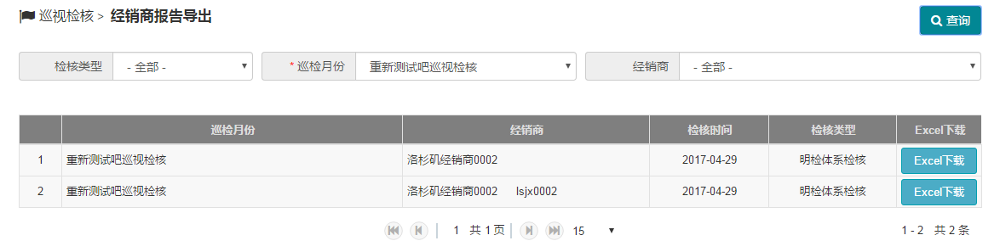 巡视检核 > 经销商报告导出
查询
检核类型 - 全部 - * 巡检月份 重新测试吧巡视检核 经销商 - 全部 -
巡检月份 经销商 检核时间 检核类型 Excel下载
1 重新测试吧巡视检核 洛杉矶经销商0002 2017-04-29 明检体系检核 Excel下载
2 重新测试吧巡视检核 洛杉矶经销商0002 lsjx0002 2017-04-29 明检体系检核 Excel下载
1 共 1 页 15 1 - 2 共 2 条